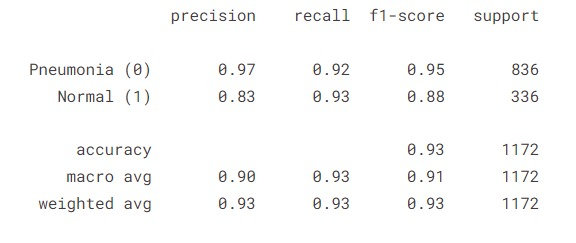 precision recall f1-score support
Pneumonia (0) 0.97 0.92 0.95 836
Normal (1) 0.83 0.93 0.88 336
accuracy 0.93 1172
macro avg 0.90 0.93 0.91 1172
weighted avg 0.93 0.93 0.93 1172